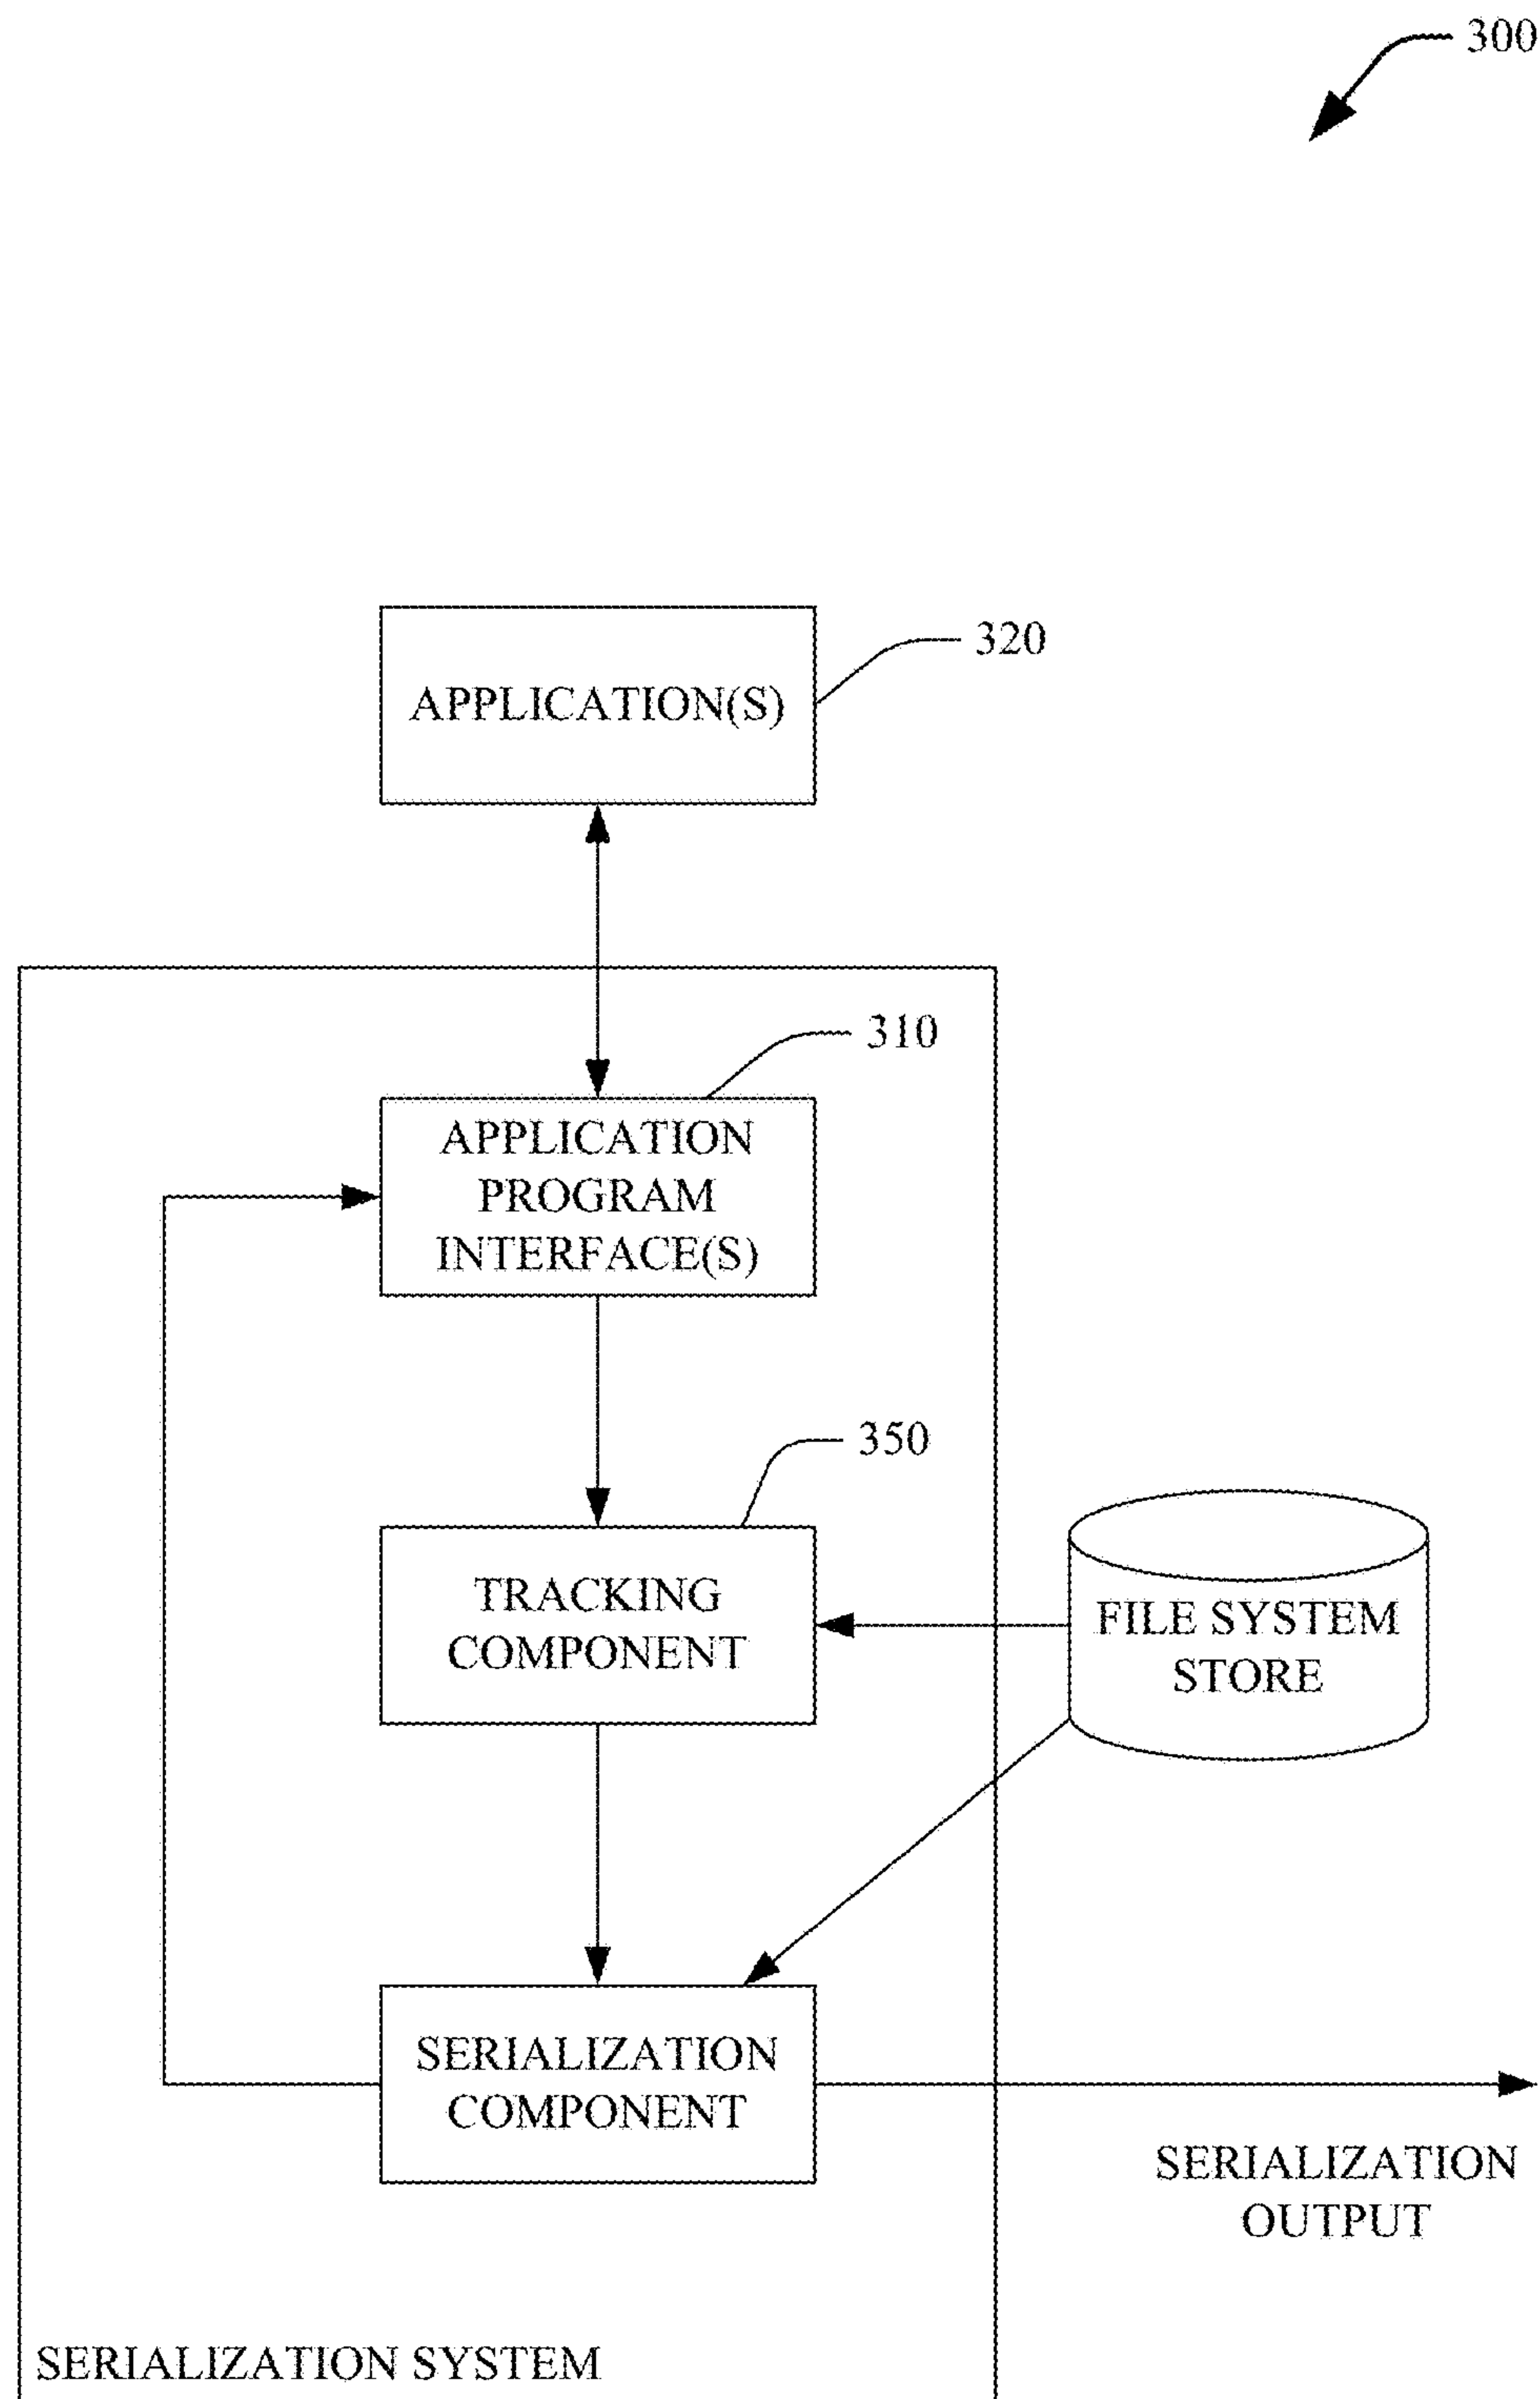 300
APPLICATION(S)
320
310
APPLICATION
PROGRAM
INTERFACE(S)
350
TRACKING
COMPONENT
FILE SYSTEM
STORE
SERIALIZATION
COMPONENT
SERIALIZATION
OUTPUT
SERIALIZATION SYSTEM